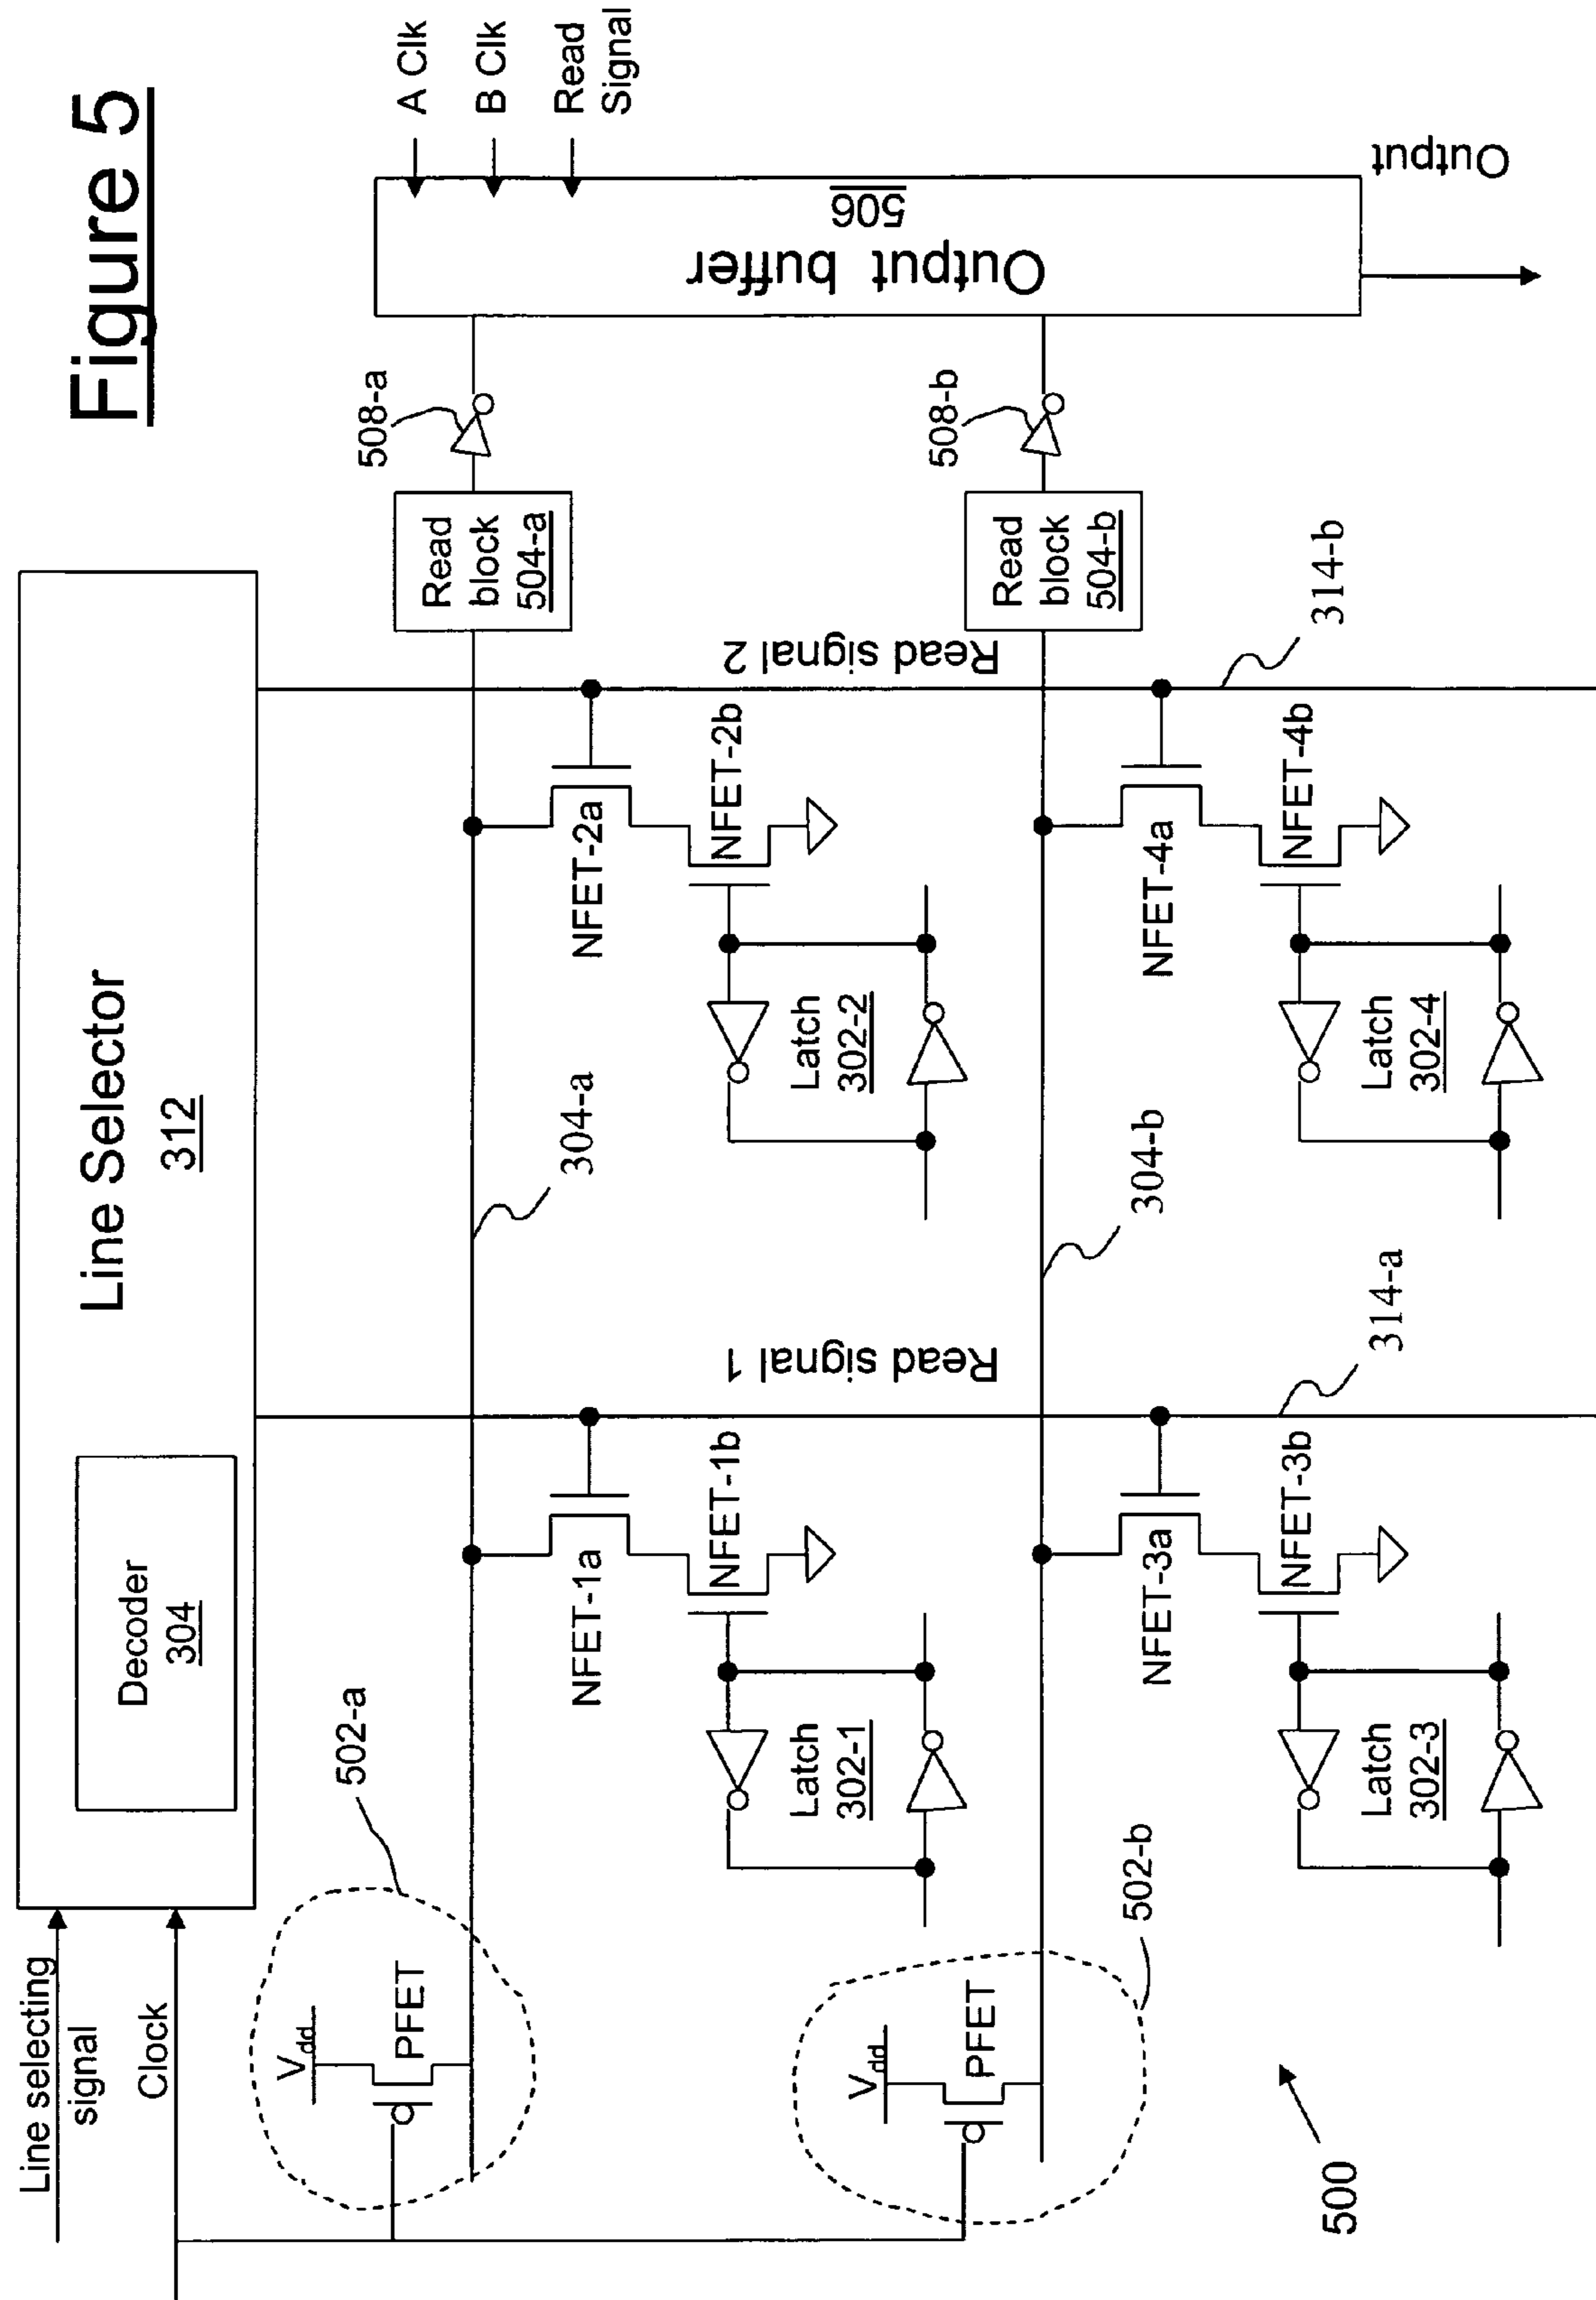 Figure 5
Line selecting
signal
Clock
Line Selector
312
Decoder
304
A Clk
B Clk
Read
Signal
Output buffer
506
Output
508-a
508-b
Read
block
504-a
Read
block
504-b
Read signal 1
Read signal 2
314-a
314-b
304-a
304-b
502-a
Vdd
PFET
502-b
Vdd
PFET
NFET-1a
NFET-1b
Latch
302-1
NFET-2a
NFET-2b
Latch
302-2
NFET-3a
NFET-3b
Latch
302-3
NFET-4a
NFET-4b
Latch
302-4
500